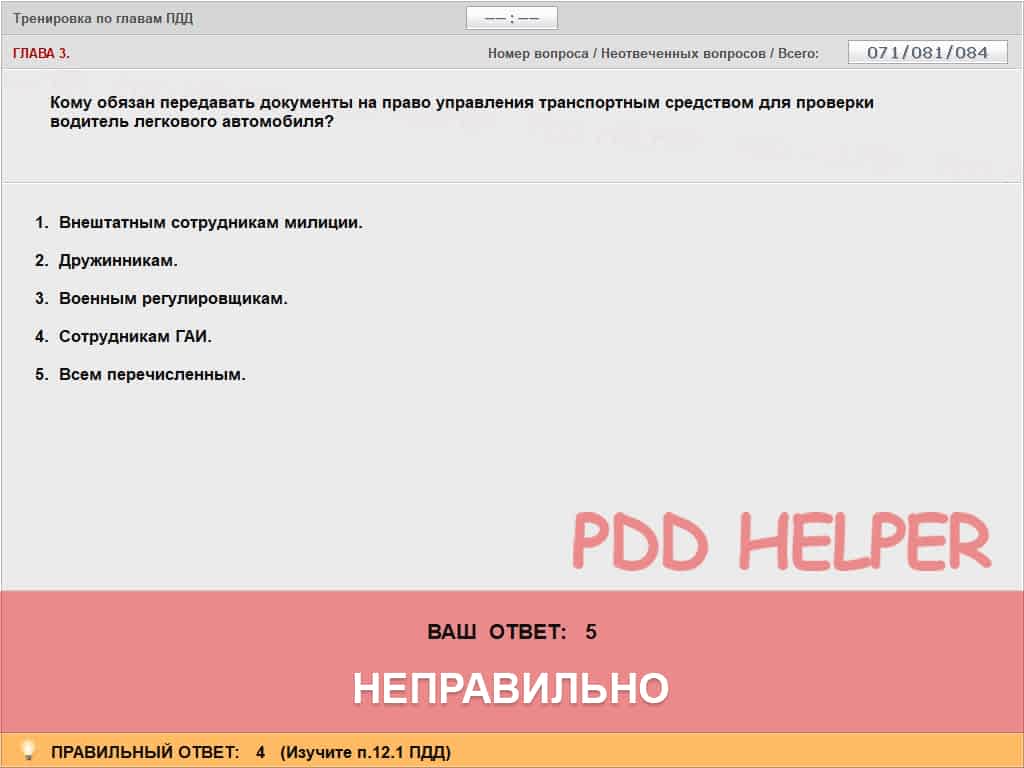 Тренировка по главам ПДД
—— : ——
ГЛАВА 3.
Номер вопроса / Неотвеченных вопросов / Всего:
071/081/084
Кому обязан передавать документы на право управления транспортным средством для проверки
водитель легкового автомобиля?
1. Внештатным сотрудникам милиции.
2. Дружинникам.
3. Военным регулировщикам.
4. Сотрудникам ГАИ.
5. Всем перечисленным.
PDD HELPER
ВАШ ОТВЕТ: 5
НЕПРАВИЛЬНО
ПРАВИЛЬНЫЙ ОТВЕТ: 4 (Изучите п.12.1 ПДД)